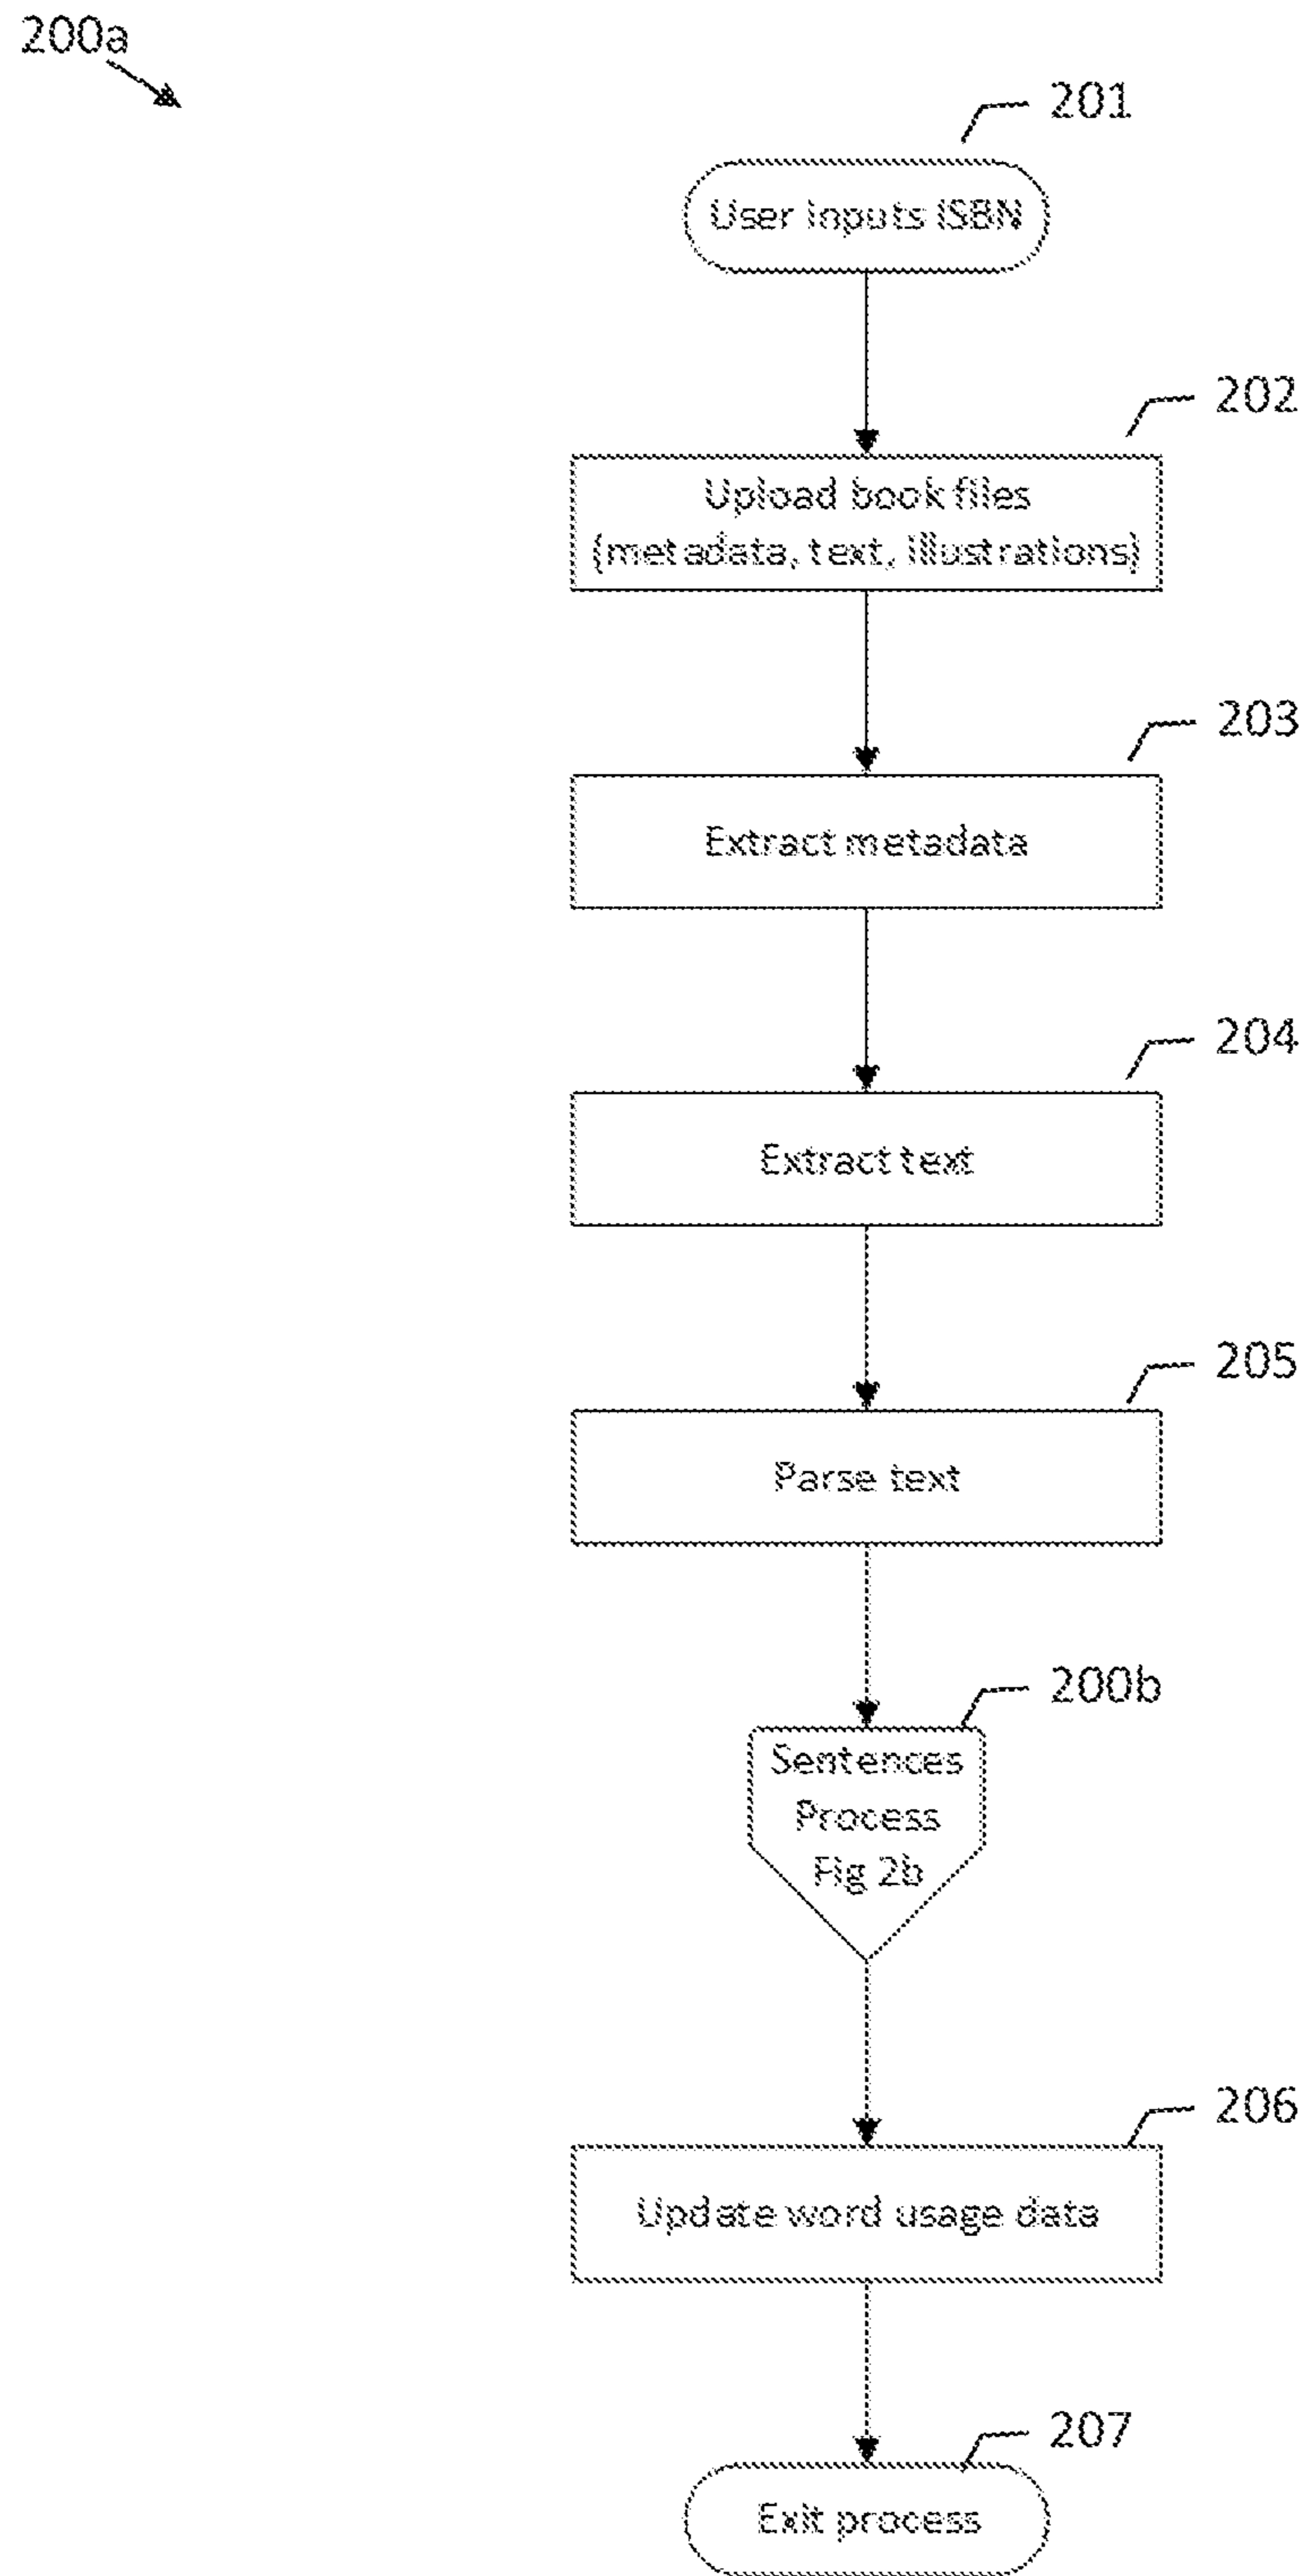 200a
201
User inputs ISBN
202
Upload book files
(metadata, text, illustrations)
203
Extract metadata
204
Extract text
205
Parse text
200b
Sentences
Process
Fig 2b
206
Update word usage data
207
Exit process